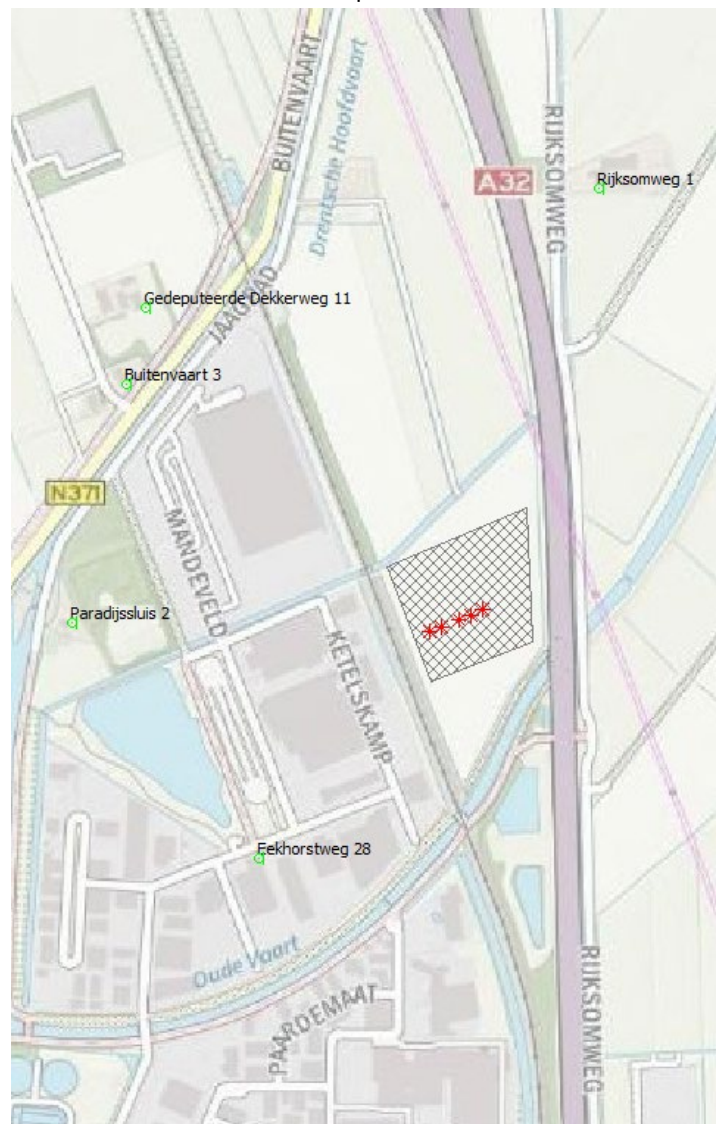 BUITENVAART
Drentsche Hoofdvaart
A32
RIJKSOMWEG
Rijksomweg 1
JAAGPAD
Gedeputeerde Dekkerweg 11
Buitenvaart 3
N371
MANDEVELD
Paradijssluis 2
KETELSKAMP
Eekhorstweg 28
Oude Vaart
PAARDEMAAT
RIJKSOMWEG